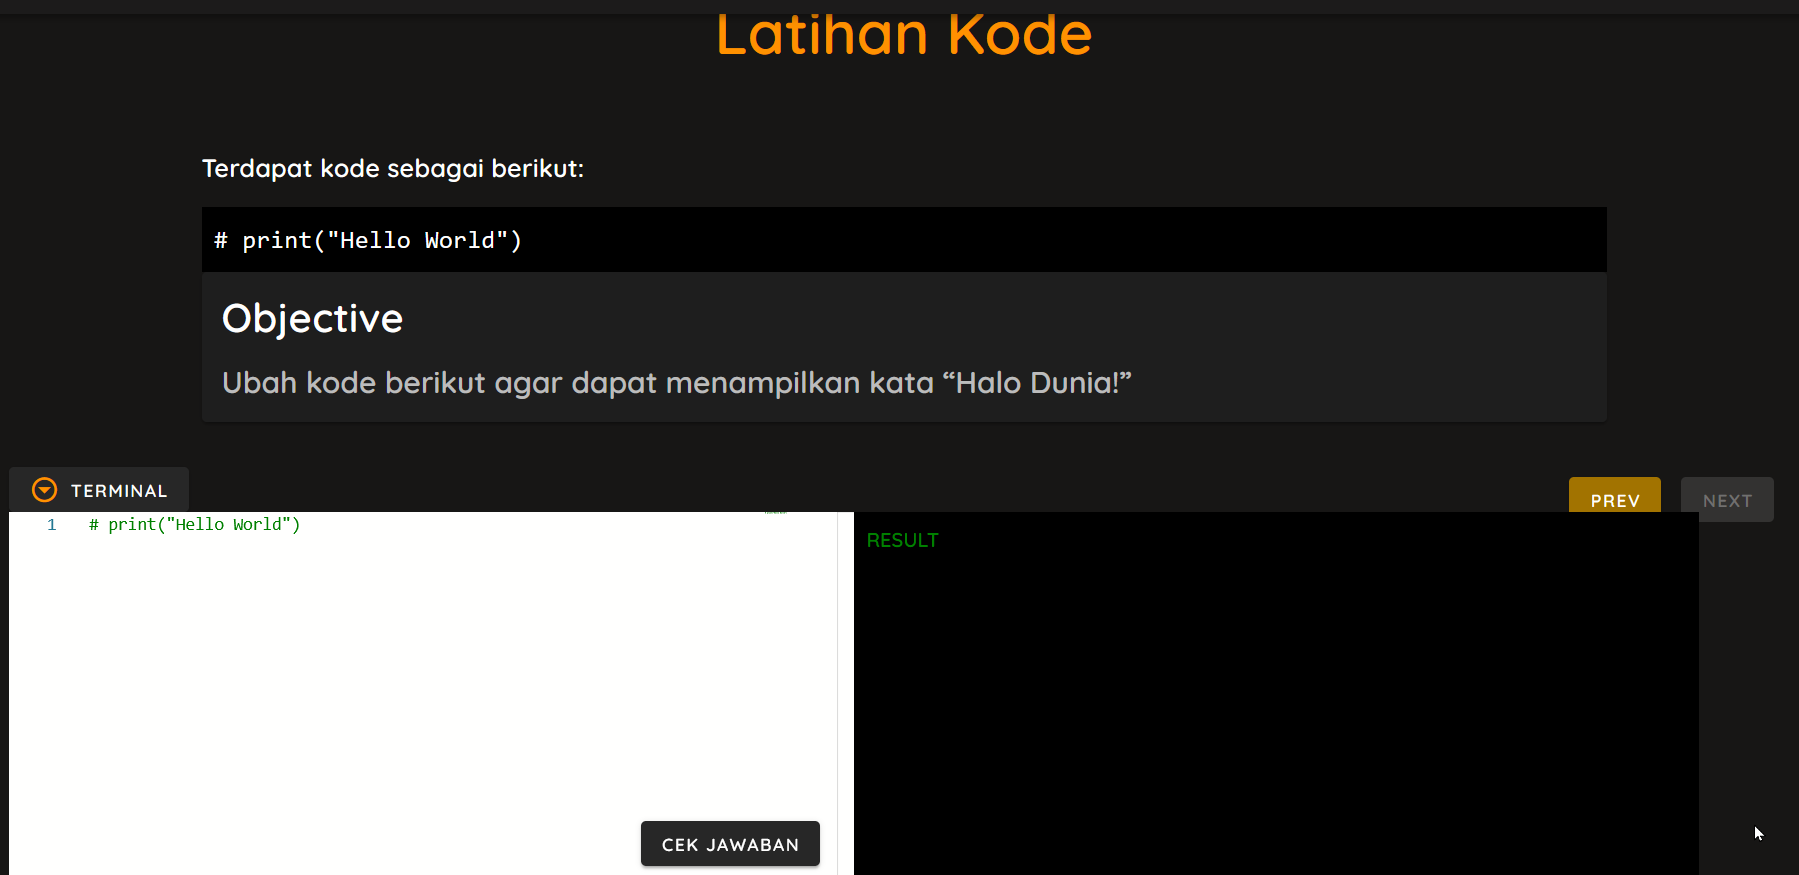 Latihan Kode
Terdapat kode sebagai berikut:
# print("Hello World")
Objective
Ubah kode berikut agar dapat menampilkan kata “Halo Dunia!”
TERMINAL
PREV
NEXT
1 # print("Hello World")
RESULT
CEK JAWABAN